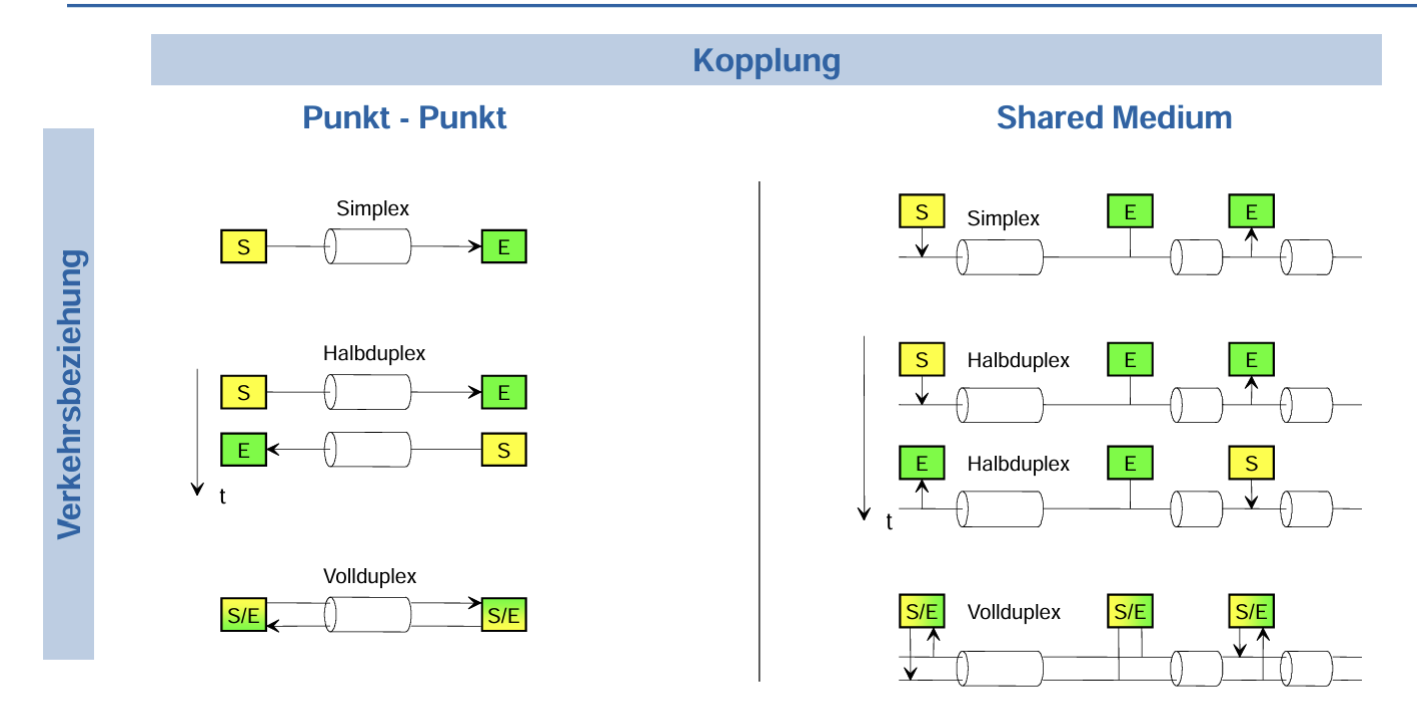 Kopplung
Punkt - Punkt
Shared Medium
Verkehrsbeziehung
Simplex
S
E
Halbduplex
S
E
E
S
t
Vollduplex
S/E
S/E
S
Simplex
E
E
S
Halbduplex
E
E
E
Halbduplex
E
S
t
S/E
Vollduplex
S/E
S/E